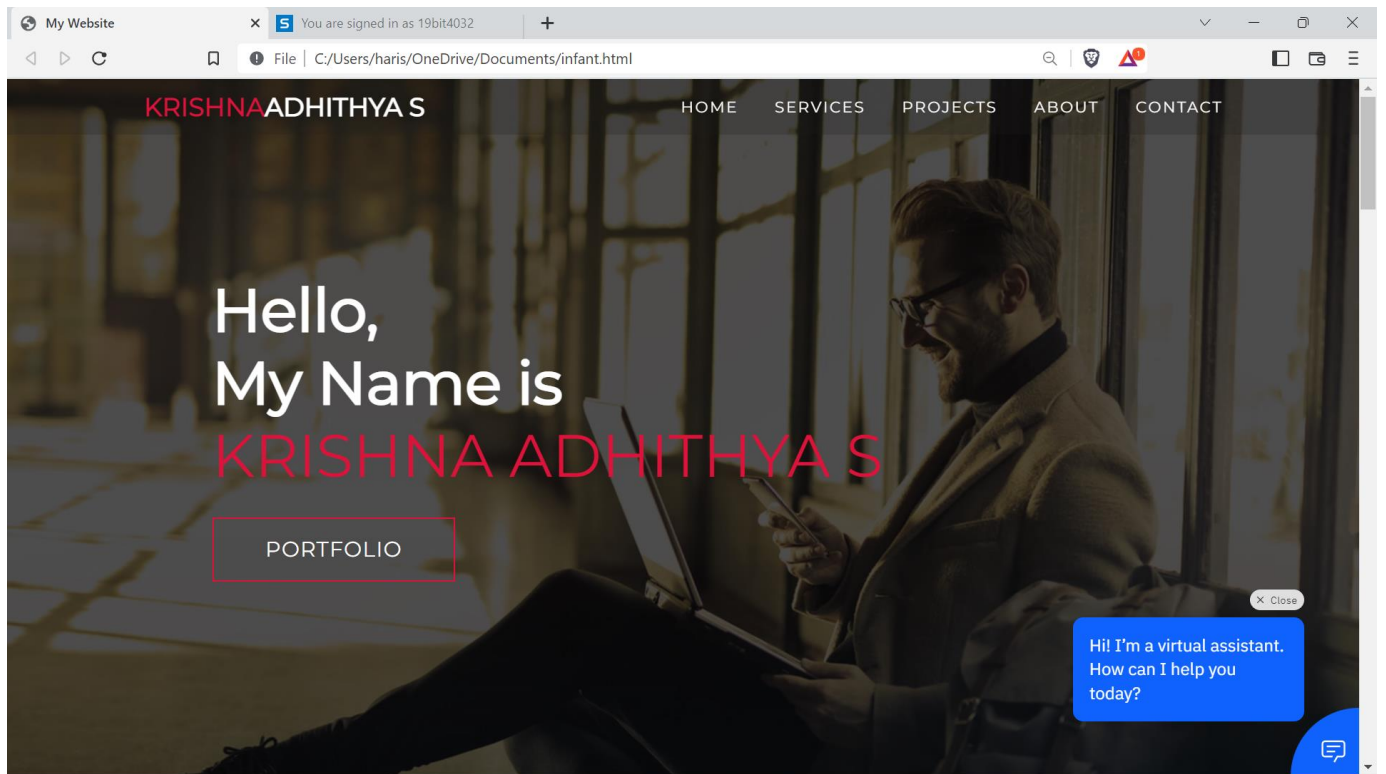 My Website
You are signed in as 19bit4032
File C:/Users/haris/OneDrive/Documents/infant.html
1
KRISHNAADHITHYA S
HOME SERVICES PROJECTS ABOUT CONTACT
Hello,
My Name is
KRISHNA ADHITHYA S
PORTFOLIO
Close
Hi! I’m a virtual assistant.
How can I help you
today?